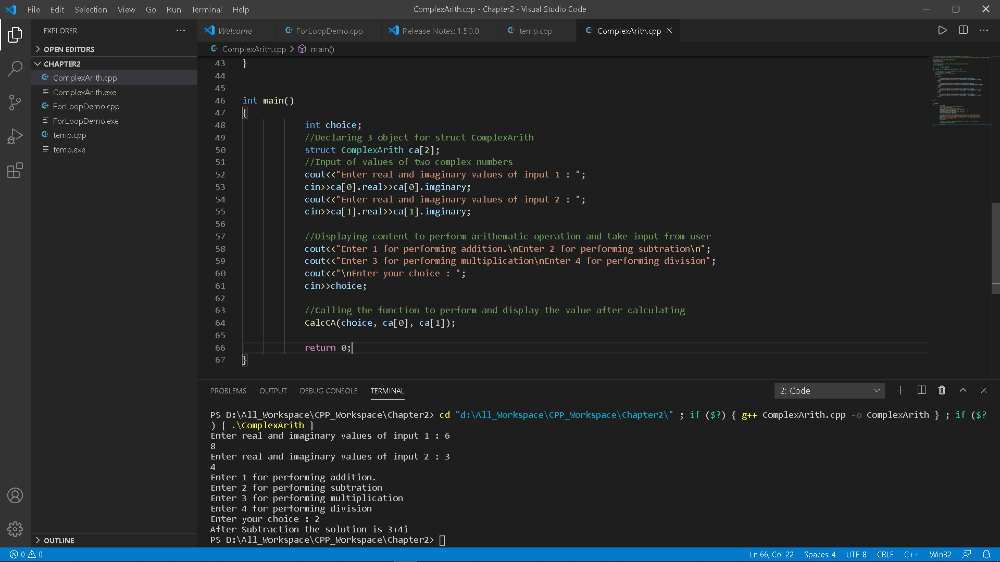 File Edit Selection View Go Run Terminal Help
ComplexArith.cpp - Chapter2 - Visual Studio Code
EXPLORER
OPEN EDITORS
CHAPTER2
ComplexArith.cpp
ComplexArith.exe
ForLoopDemo.cpp
ForLoopDemo.exe
temp.cpp
temp.exe
OUTLINE
Welcome ForLoopDemo.cpp Release Notes: 1.50.0 temp.cpp ComplexArith.cpp
ComplexArith.cpp > main()
43 }
44
45
46 int main()
47 {
48 int choice;
49 //Declaring 3 object for struct ComplexArith
50 struct ComplexArith ca[2];
51 //Input of values of two complex numbers
52 cout<<"Enter real and imaginary values of input 1 : ";
53 cin>>ca[0].real>>ca[0].imginary;
54 cout<<"Enter real and imaginary values of input 2 : ";
55 cin>>ca[1].real>>ca[1].imginary;
56
57 //Displaying content to perform arithematic operation and take input from user
58 cout<<"Enter 1 for performing addition.\nEnter 2 for performing subtration\n";
59 cout<<"Enter 3 for performing multiplication\nEnter 4 for performing division";
60 cout<<"\nEnter your choice : ";
61 cin>>choice;
62
63 //Calling the function to perform and display the value after calculating
64 CalcCA(choice, ca[0], ca[1]);
65
66 return 0;
67 }
PROBLEMS OUTPUT DEBUG CONSOLE TERMINAL 2: Code
PS D:\All_Workspace\CPP_Workspace\Chapter2> cd "d:\All_Workspace\CPP_Workspace\Chapter2\" ; if ($?) { g++ ComplexArith.cpp -o ComplexArith } ; if ($?
) { .\ComplexArith }
Enter real and imaginary values of input 1 : 6
8
Enter real and imaginary values of input 2 : 3
4
Enter 1 for performing addition.
Enter 2 for performing subtration
Enter 3 for performing multiplication
Enter 4 for performing division
Enter your choice : 2
After Subtraction the solution is 3+4i
PS D:\All_Workspace\CPP_Workspace\Chapter2>
0 0 Ln 66, Col 22 Spaces: 4 UTF-8 CRLF C++ Win32